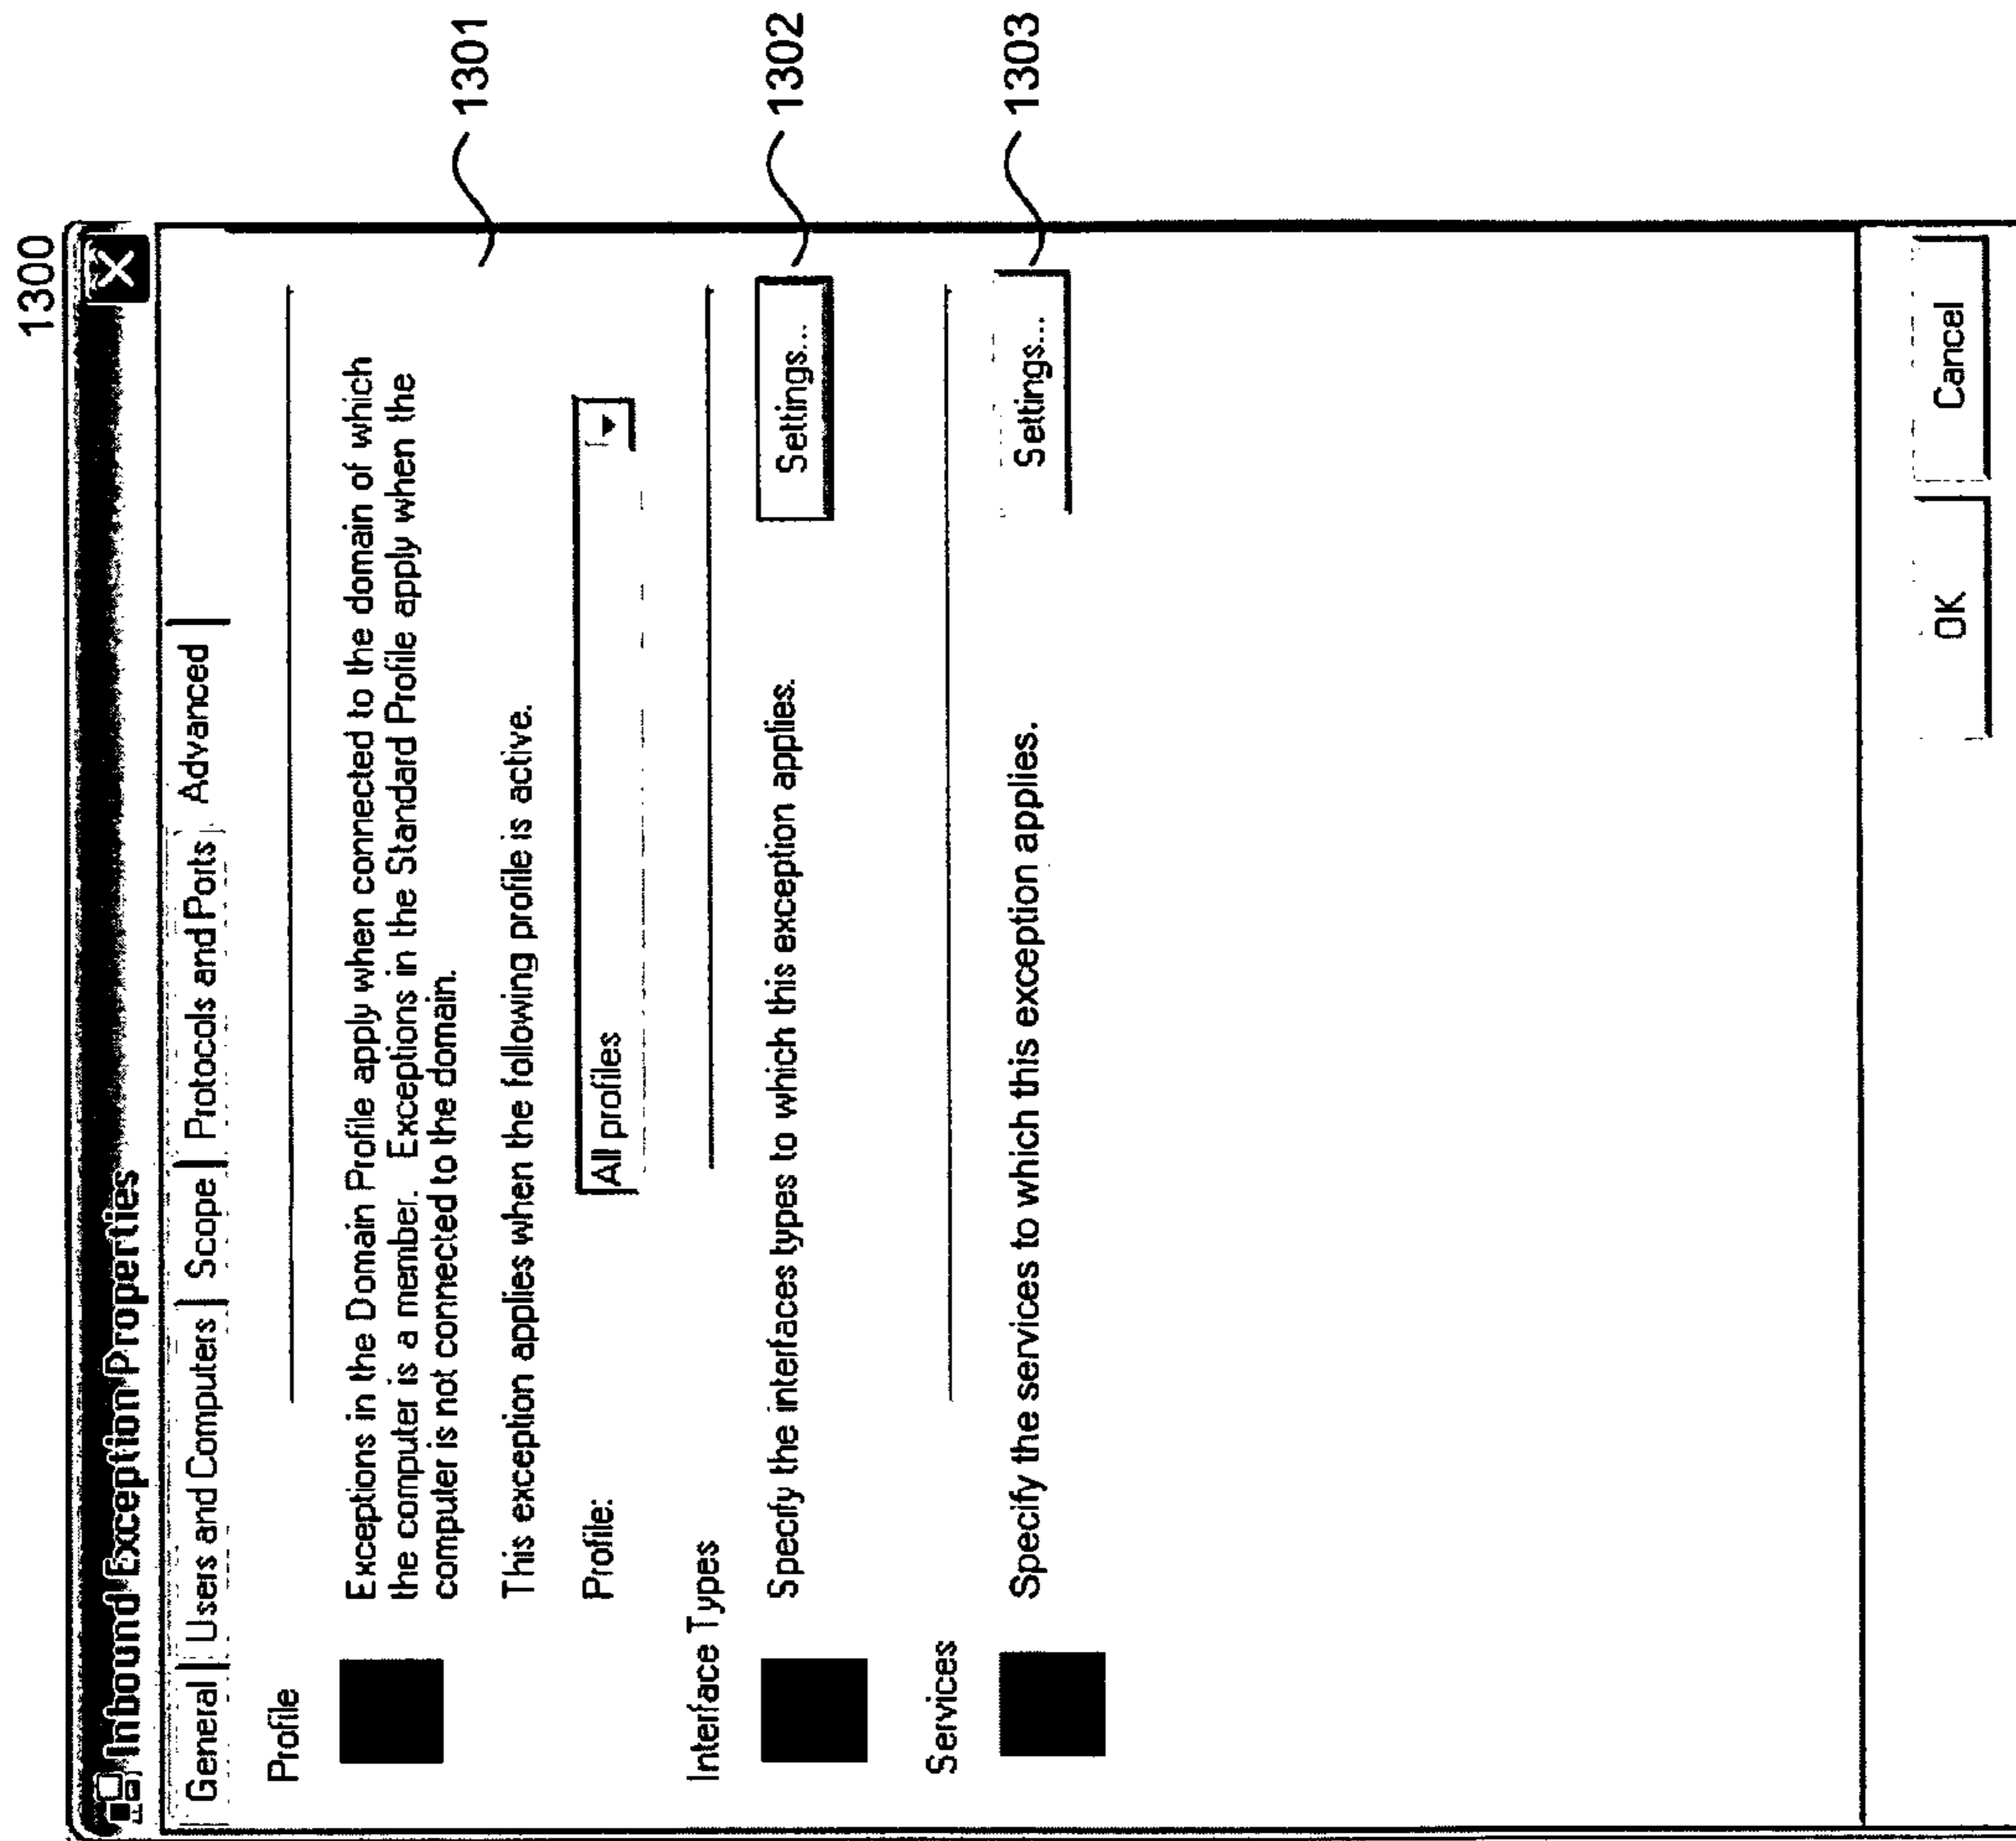 1300
Inbound Exception Properties
General Users and Computers Scope Protocols and Ports Advanced
Profile
Exceptions in the Domain Profile apply when connected to the domain of which
the computer is a member. Exceptions in the Standard Profile apply when the
computer is not connected to the domain.
1301
This exception applies when the following profile is active.
Profile:
All profiles
Interface Types
Specify the interfaces types to which this exception applies.
Settings...
1302
Services
Specify the services to which this exception applies.
Settings...
1303
OK
Cancel